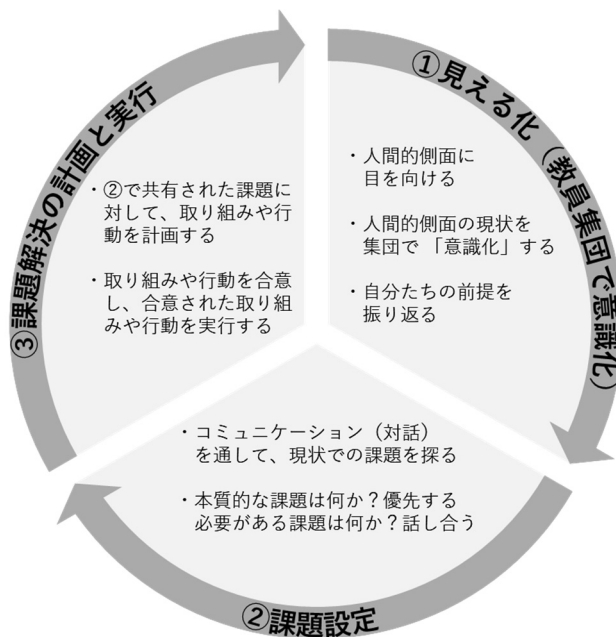 ①見える化（教員集団で意識化）
・人間的側面に
目を向ける
・人間的側面の現状を
集団で「意識化」する
・自分たちの前提を
振り返る
②課題設定
・コミュニケーション（対話）
を通して、現状での課題を探る
・本質的な課題は何か？優先する
必要がある課題は何か？話し合う
③課題解決の計画と実行
・②で共有された課題に
対して、取り組みや行
動を計画する
・取り組みや行動を合意
し、合意された取り組
みや行動を実行する